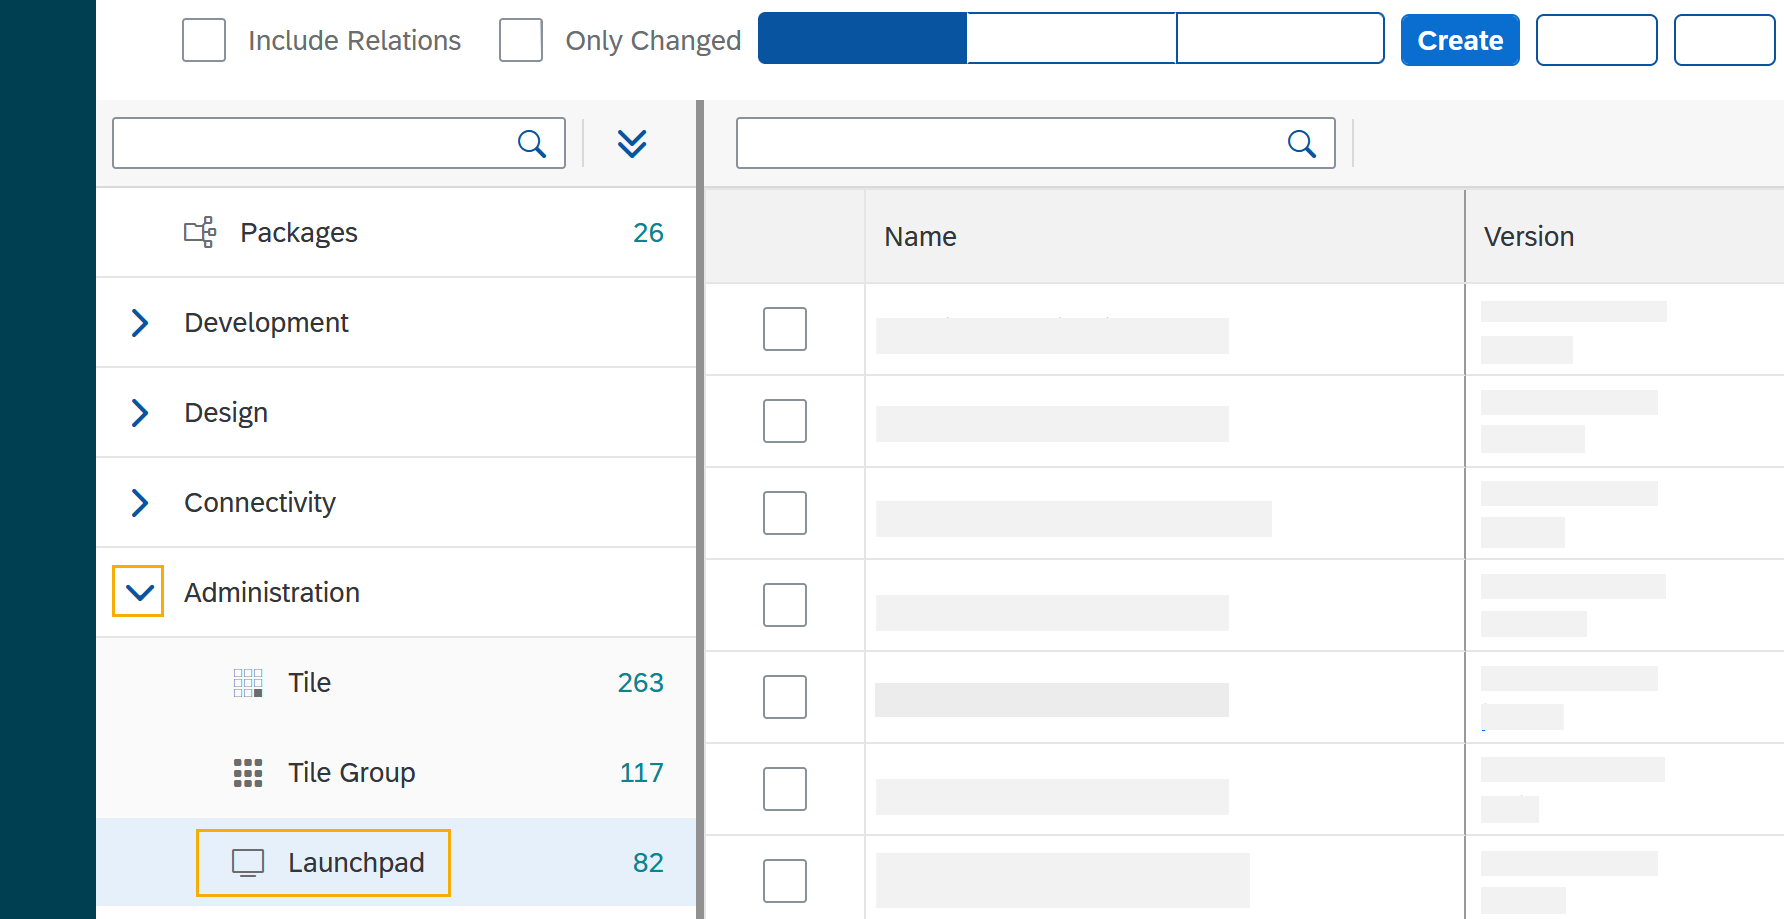 Include Relations
Only Changed
Create
Packages 26
Development
Design
Connectivity
Administration
Tile 263
Tile Group 117
Launchpad 82
Name
Version